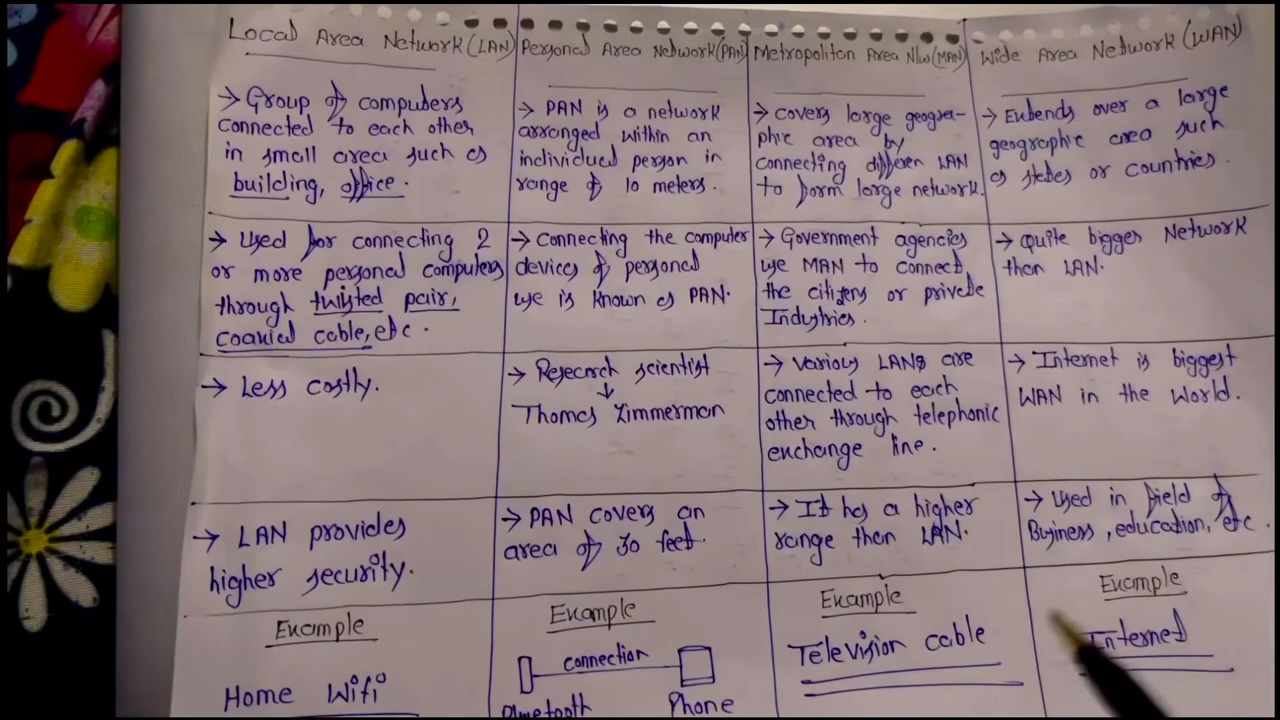 Local Area Network (LAN)
→ Group of computers
connected to each other
in small area such as
building, office.
→ Used for connecting 2
or more personal computers
through twisted pair,
coaxial cable, etc.
→ Less costly.
→ LAN provides
higher security.
Example
Home Wifi
Personal Area Network (PAN)
→ PAN is a network
arranged within an
individual person in
range of 10 meters.
→ Connecting the computer
devices of personal
use is known as PAN.
→ Research scientist
↓
Thomas Zimmerman
→ PAN covers an
area of 30 feet.
Example
connection
Bluetooth Phone
Metropolitan Area N/w (MAN)
→ covers large geogra-
phic area by
connecting differen LAN
to form large network.
→ Government agencies
use MAN to connect
the citizens or private
Industries.
→ Various LANs are
connected to each
other through telephonic
exchange line.
→ It has a higher
range than LAN.
Example
Television cable
Wide Area Network (WAN)
→ Extends over a large
geographic area such
as states or countries.
→ quite bigger Network
than LAN.
→ Internet is biggest
WAN in the World.
→ Used in field of
Business, education, etc.
Example
Internet